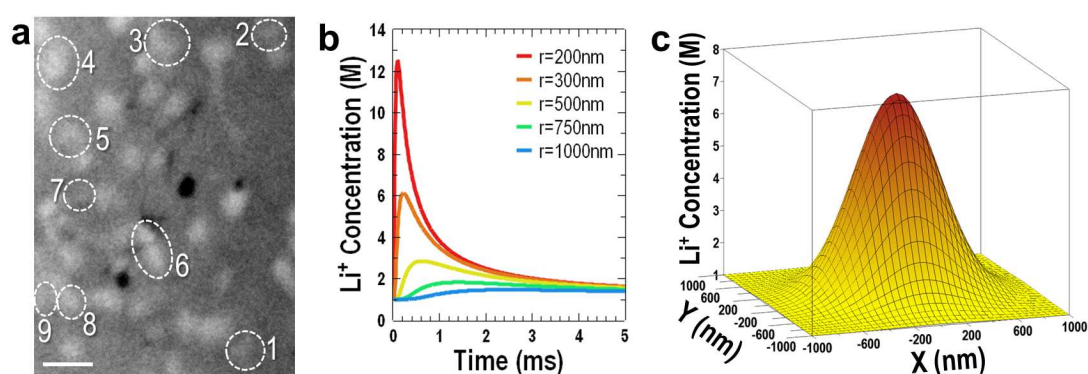 a
1
2
3
4
5
6
7
8
9
b
Li⁺ Concentration (M)
14
12
10
8
6
4
2
0
r=200nm
r=300nm
r=500nm
r=750nm
r=1000nm
0 1 2 3 4 5
Time (ms)
c
Li⁺ Concentration (M)
8
7
6
5
4
3
2
1
1000
600
200
-200
-600
-1000
Y (nm)
-1000 -600 -200 200 600 1000
X (nm)